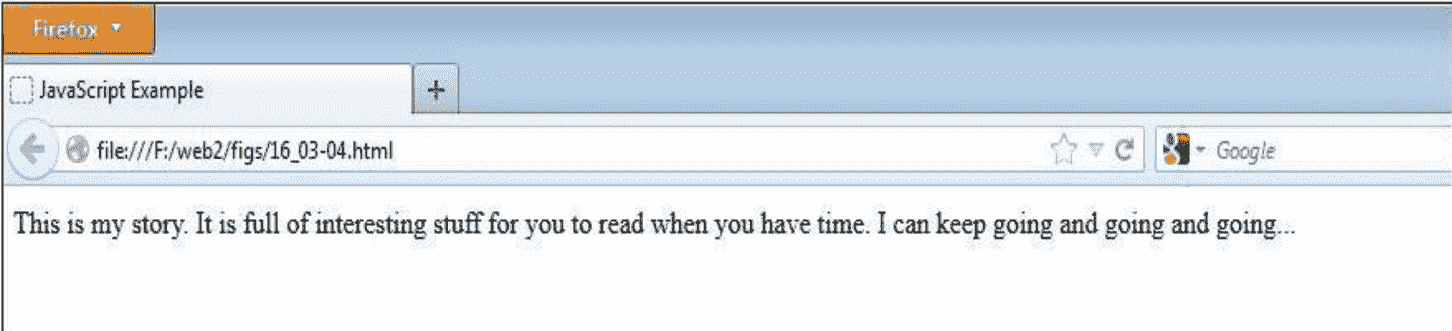 Firefox
JavaScript Example
file:///F:/web2/figs/16_03-04.html
Google
This is my story. It is full of interesting stuff for you to read when you have time. I can keep going and going and going...